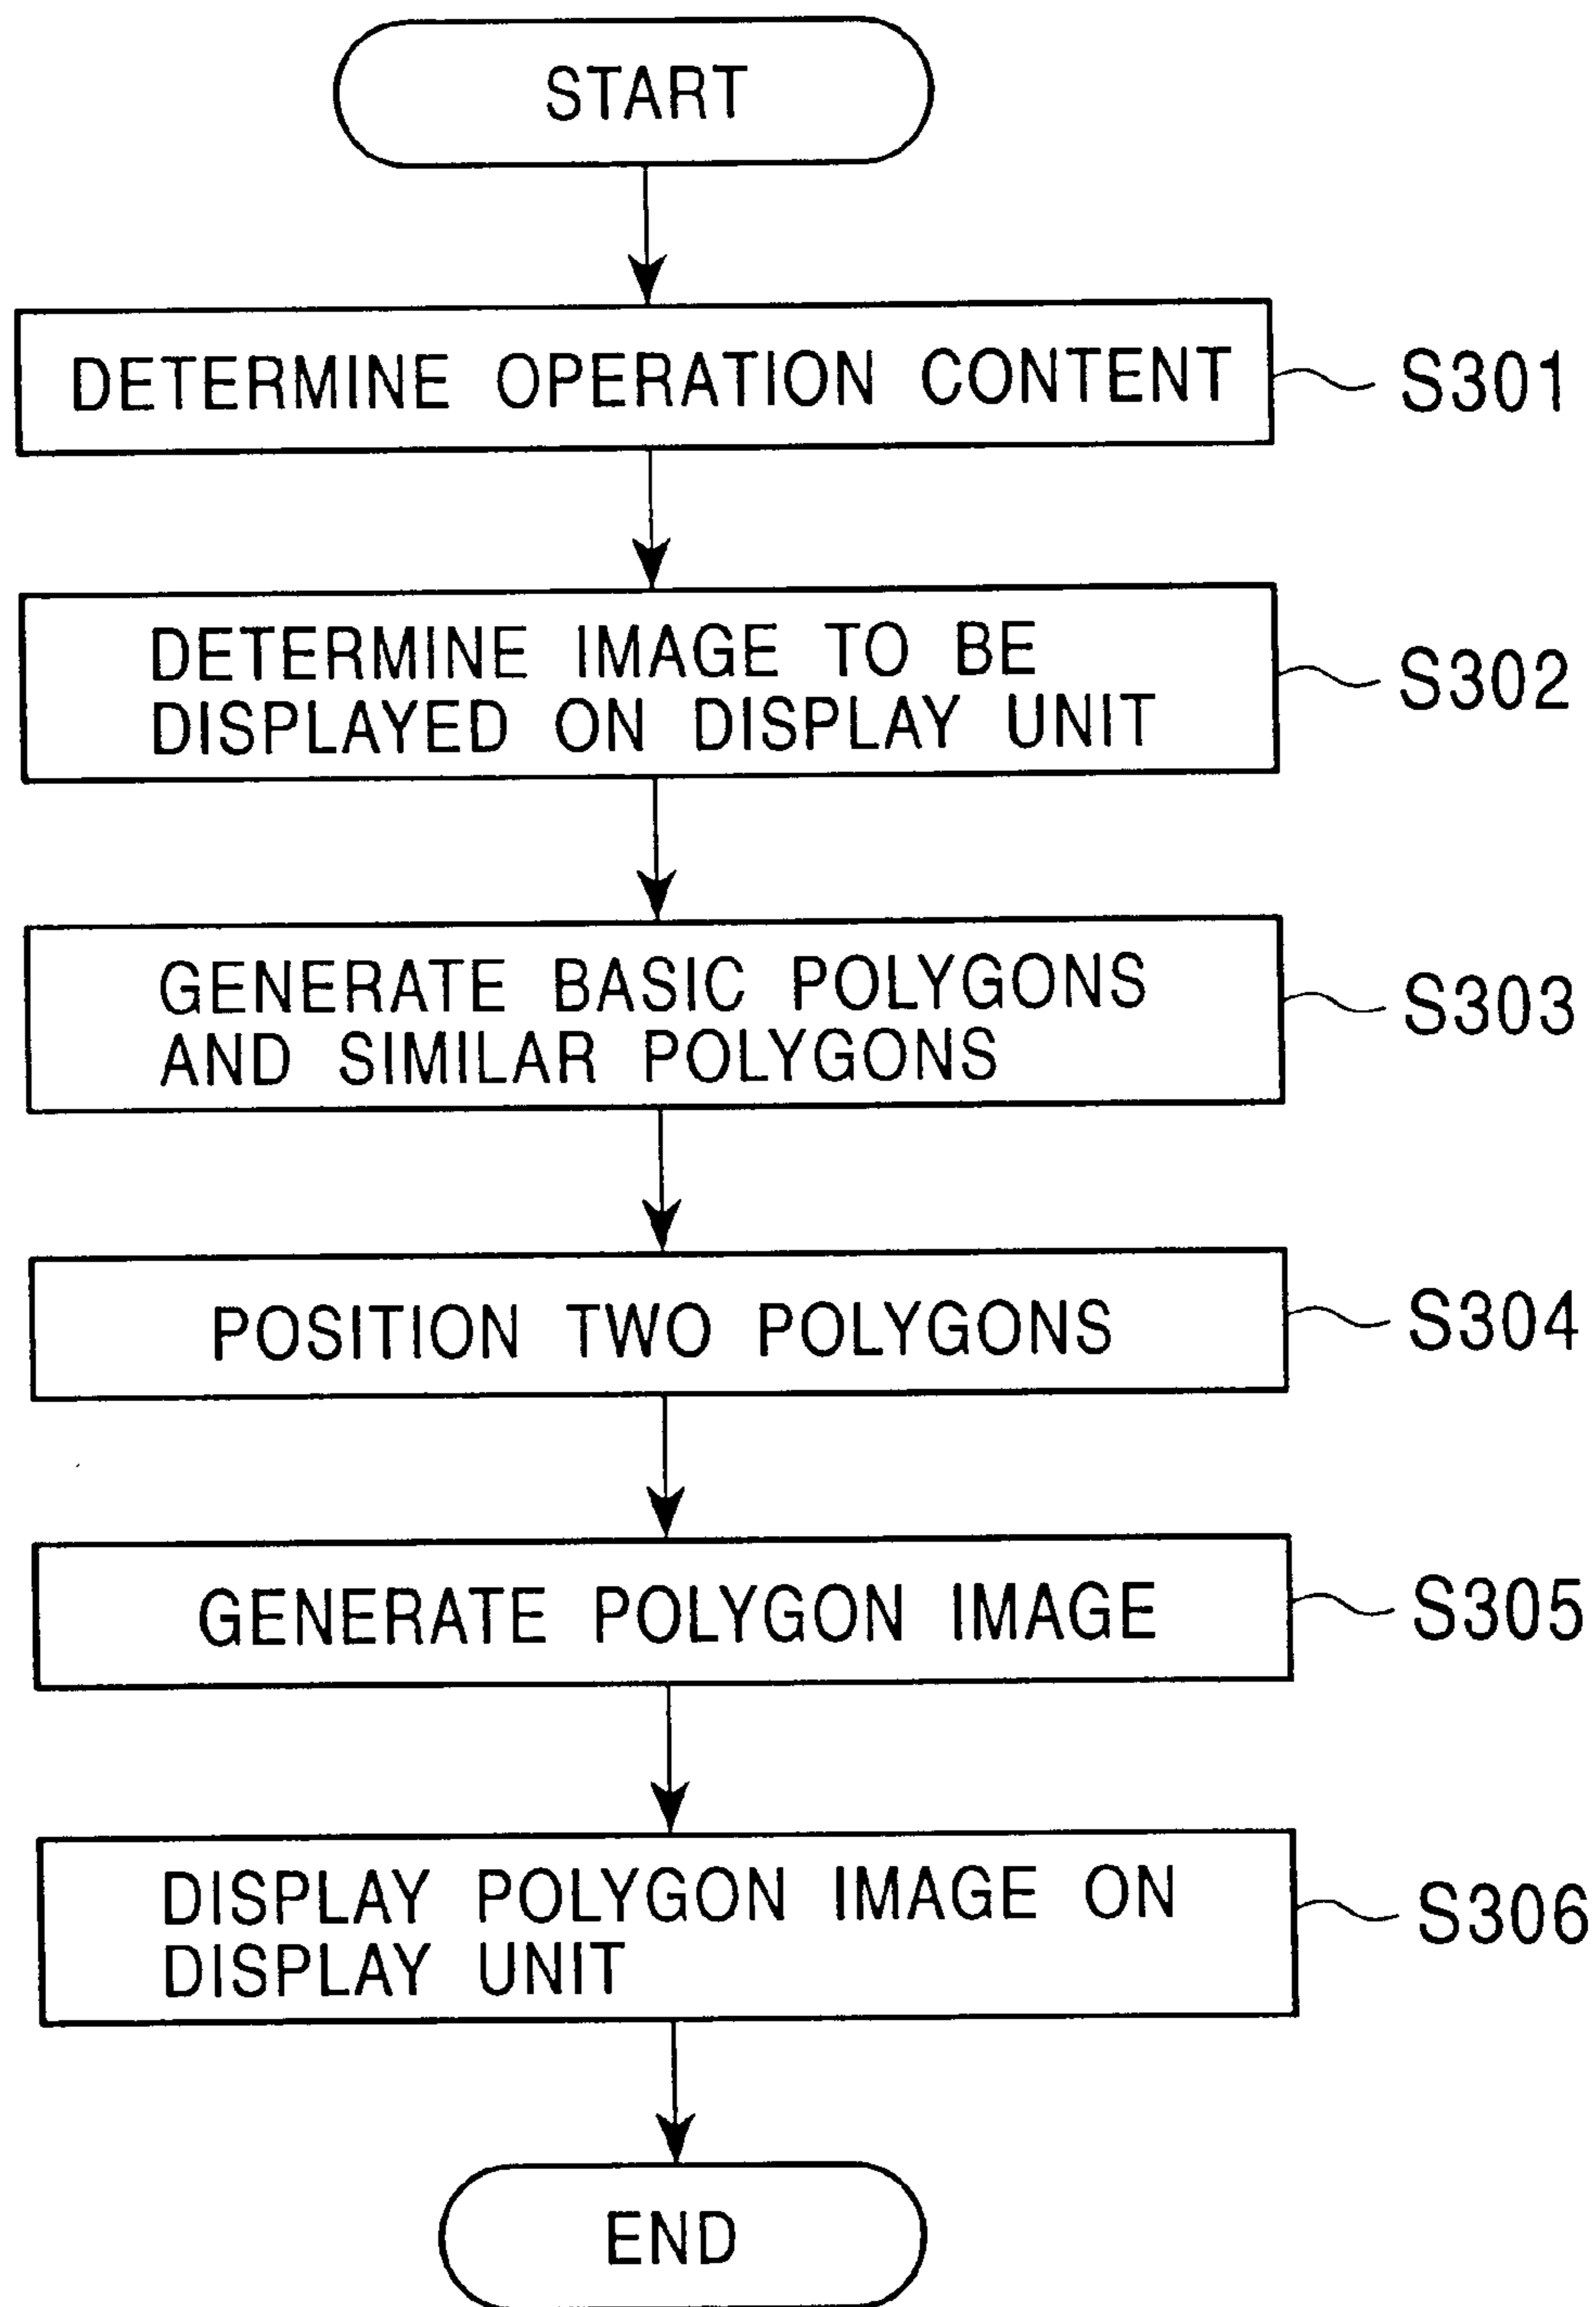 START
DETERMINE OPERATION CONTENT
S301
DETERMINE IMAGE TO BE
DISPLAYED ON DISPLAY UNIT
S302
GENERATE BASIC POLYGONS
AND SIMILAR POLYGONS
S303
POSITION TWO POLYGONS
S304
GENERATE POLYGON IMAGE
S305
DISPLAY POLYGON IMAGE ON
DISPLAY UNIT
S306
END